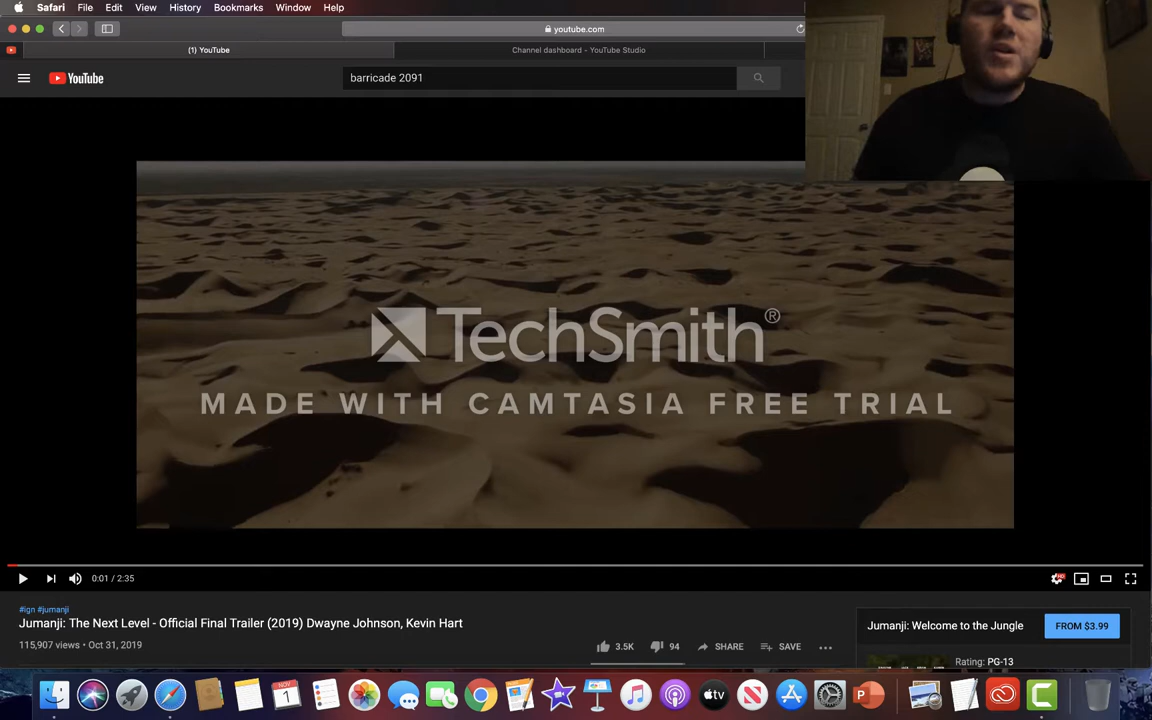 Safari File Edit View History Bookmarks Window Help
youtube.com
(1) YouTube Channel dashboard - YouTube Studio
YouTube barricade 2091
TechSmith®
MADE WITH CAMTASIA FREE TRIAL
0:01 / 2:35
#ign #jumanji
Jumanji: The Next Level - Official Final Trailer (2019) Dwayne Johnson, Kevin Hart
115,907 views • Oct 31, 2019
3.5K 94 SHARE SAVE
Jumanji: Welcome to the Jungle FROM $3.99
Rating: PG-13
NOV
1
tv
P